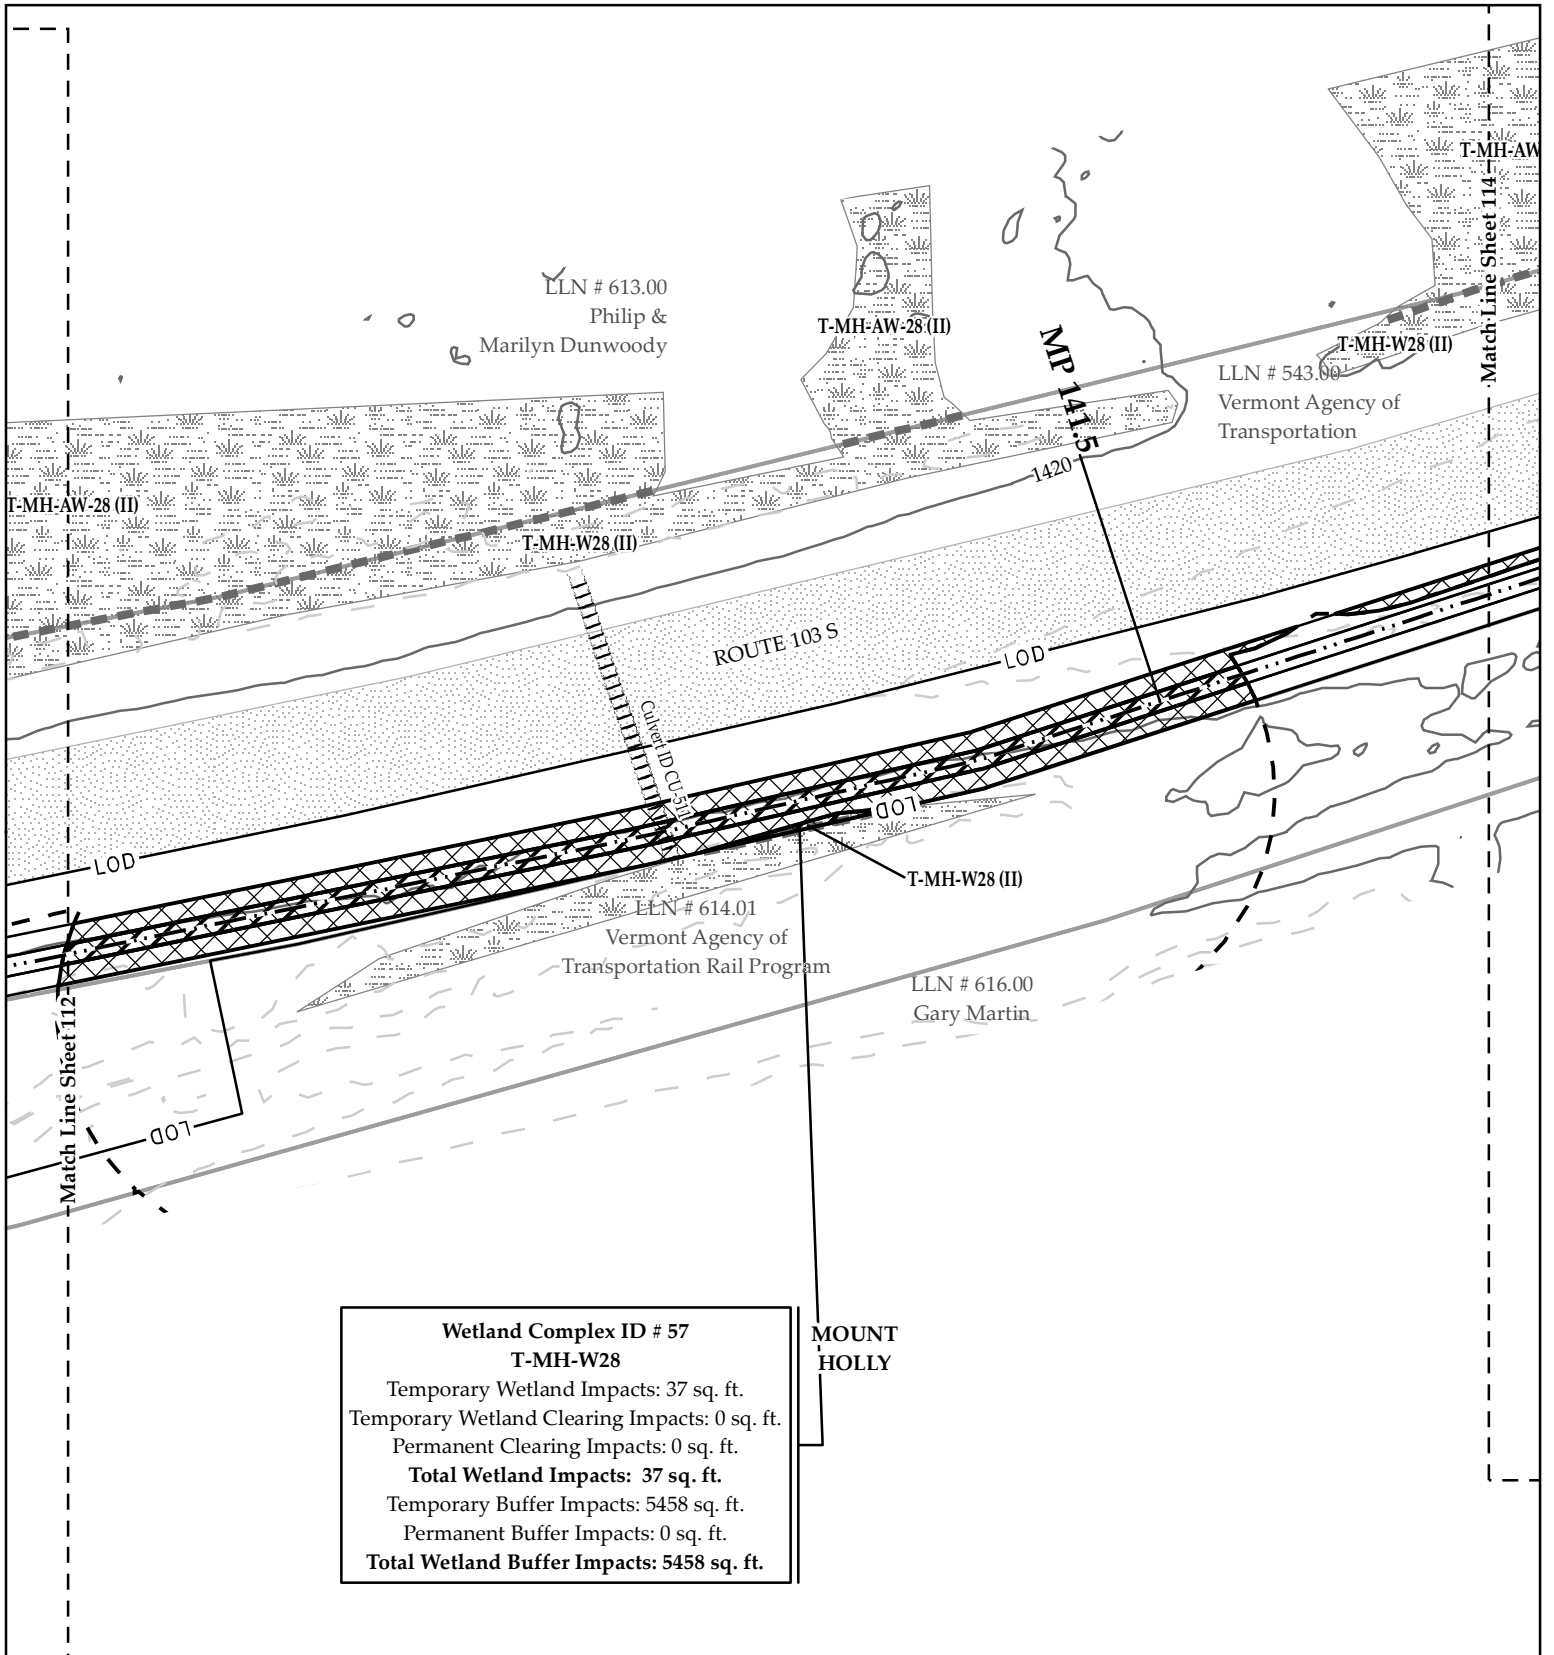 T-MH-AW
Match Line Sheet 114
LLN # 613.00
Philip &
Marilyn Dunwoody
T-MH-AW-28 (II)
MP 141.5
T-MH-W28 (II)
LLN # 543.00
Vermont Agency of
Transportation
1420
T-MH-AW-28 (II)
T-MH-W28 (II)
ROUTE 103 S
LOD
Culvert ID CU-511
LOD
LOD
T-MH-W28 (II)
LLN # 614.01
Vermont Agency of
Transportation Rail Program
LLN # 616.00
Gary Martin
Match Line Sheet 112
LOD
Wetland Complex ID # 57
T-MH-W28
Temporary Wetland Impacts: 37 sq. ft.
Temporary Wetland Clearing Impacts: 0 sq. ft.
Permanent Clearing Impacts: 0 sq. ft.
Total Wetland Impacts: 37 sq. ft.
Temporary Buffer Impacts: 5458 sq. ft.
Permanent Buffer Impacts: 0 sq. ft.
Total Wetland Buffer Impacts: 5458 sq. ft.
MOUNT
HOLLY